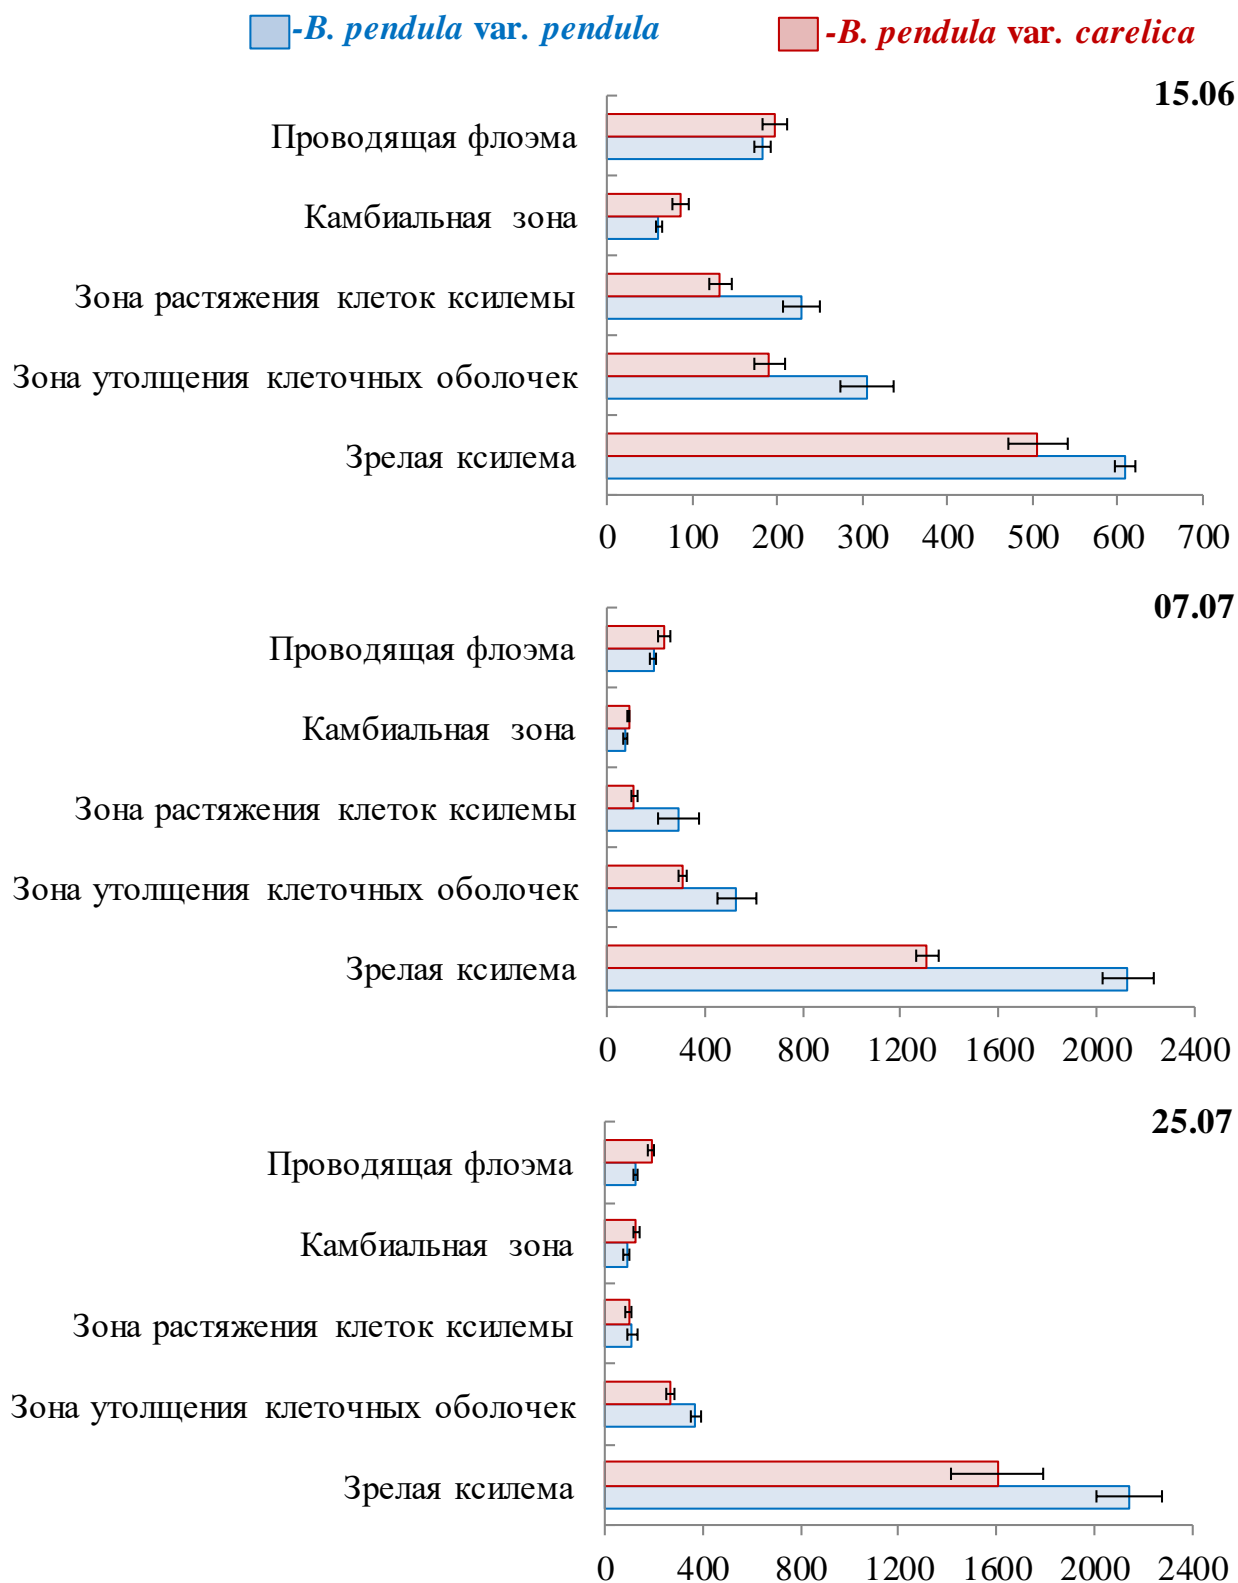 -B. pendula var. pendula
-B. pendula var. carelica
15.06
Проводящая флоэма
Камбиальная зона
Зона растяжения клеток ксилемы
Зона утолщения клеточных оболочек
Зрелая ксилема
0 100 200 300 400 500 600 700
07.07
Проводящая флоэма
Камбиальная зона
Зона растяжения клеток ксилемы
Зона утолщения клеточных оболочек
Зрелая ксилема
0 400 800 1200 1600 2000 2400
25.07
Проводящая флоэма
Камбиальная зона
Зона растяжения клеток ксилемы
Зона утолщения клеточных оболочек
Зрелая ксилема
0 400 800 1200 1600 2000 2400